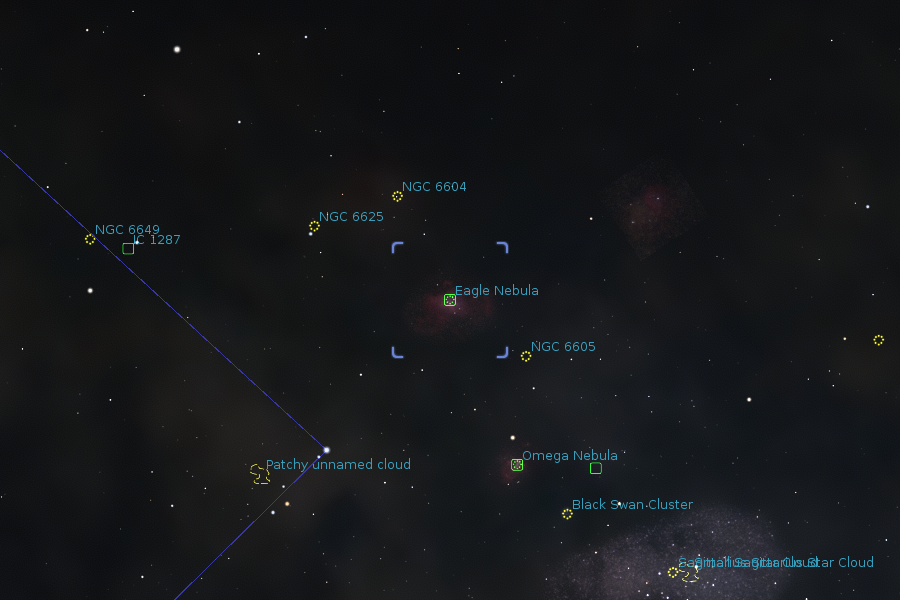 NGC 6604
NGC 6625
NGC 6649
IC 1287
Eagle Nebula
NGC 6605
Omega Nebula
Patchy unnamed cloud
Black Swan Cluster
Sagittarius Star Cloud